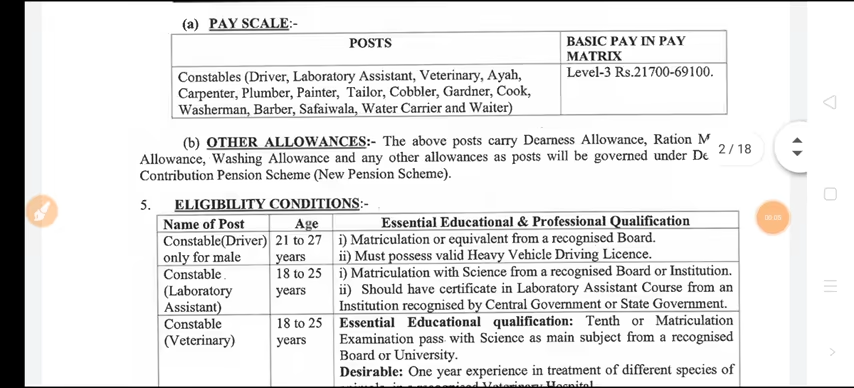 (a) PAY SCALE:-
POSTS
BASIC PAY IN PAY
MATRIX
Constables (Driver, Laboratory Assistant, Veterinary, Ayah,
Carpenter, Plumber, Painter, Tailor, Cobbler, Gardner, Cook,
Washerman, Barber, Safaiwala, Water Carrier and Waiter)
Level-3 Rs.21700-69100.
(b) OTHER ALLOWANCES:- The above posts carry Dearness Allowance, Ration M
Allowance, Washing Allowance and any other allowances as posts will be governed under De
Contribution Pension Scheme (New Pension Scheme).
2 / 18
5. ELIGIBILITY CONDITIONS:-
Name of Post Age Essential Educational & Professional Qualification
Constable(Driver) 21 to 27 i) Matriculation or equivalent from a recognised Board.
only for male years ii) Must possess valid Heavy Vehicle Driving Licence.
Constable 18 to 25 i) Matriculation with Science from a recognised Board or Institution.
(Laboratory years ii) Should have certificate in Laboratory Assistant Course from an
Assistant) Institution recognised by Central Government or State Government.
Constable 18 to 25 Essential Educational qualification: Tenth or Matriculation
(Veterinary) years Examination pass with Science as main subject from a recognised
Board or University.
Desirable: One year experience in treatment of different species of